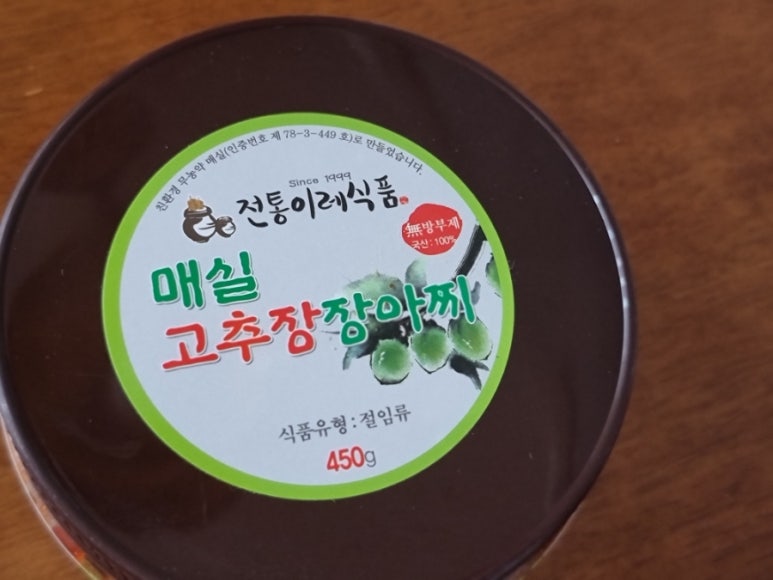 친환경 무농약 매실(인증번호 제 78-3-449 호)로 만들었습니다.
Since 1999
전통이레식품
無방부제
국산:100%
매실
고추장장아찌
식품유형:절임류
450g